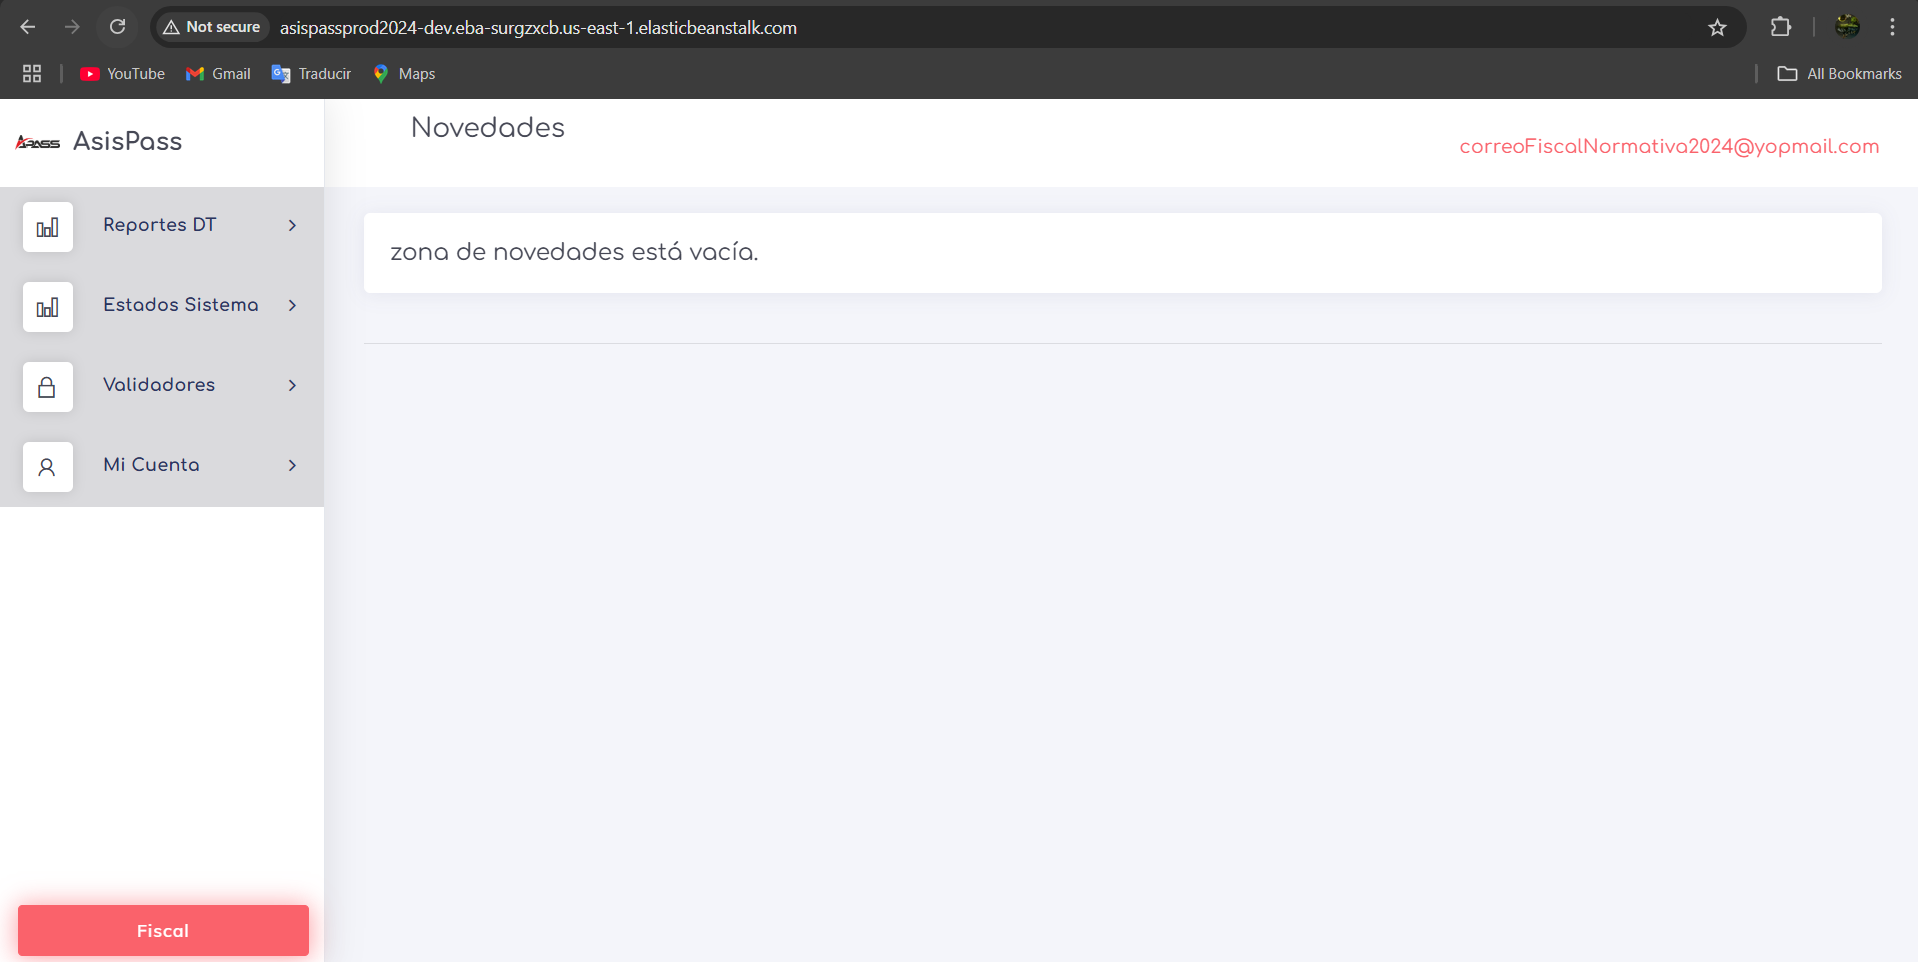 Not secure asispassprod2024-dev.eba-surgzxcb.us-east-1.elasticbeanstalk.com
YouTube Gmail Traducir Maps All Bookmarks
APASS AsisPass
Novedades
correoFiscalNormativa2024@yopmail.com
Reportes DT
Estados Sistema
Validadores
Mi Cuenta
zona de novedades está vacía.
Fiscal